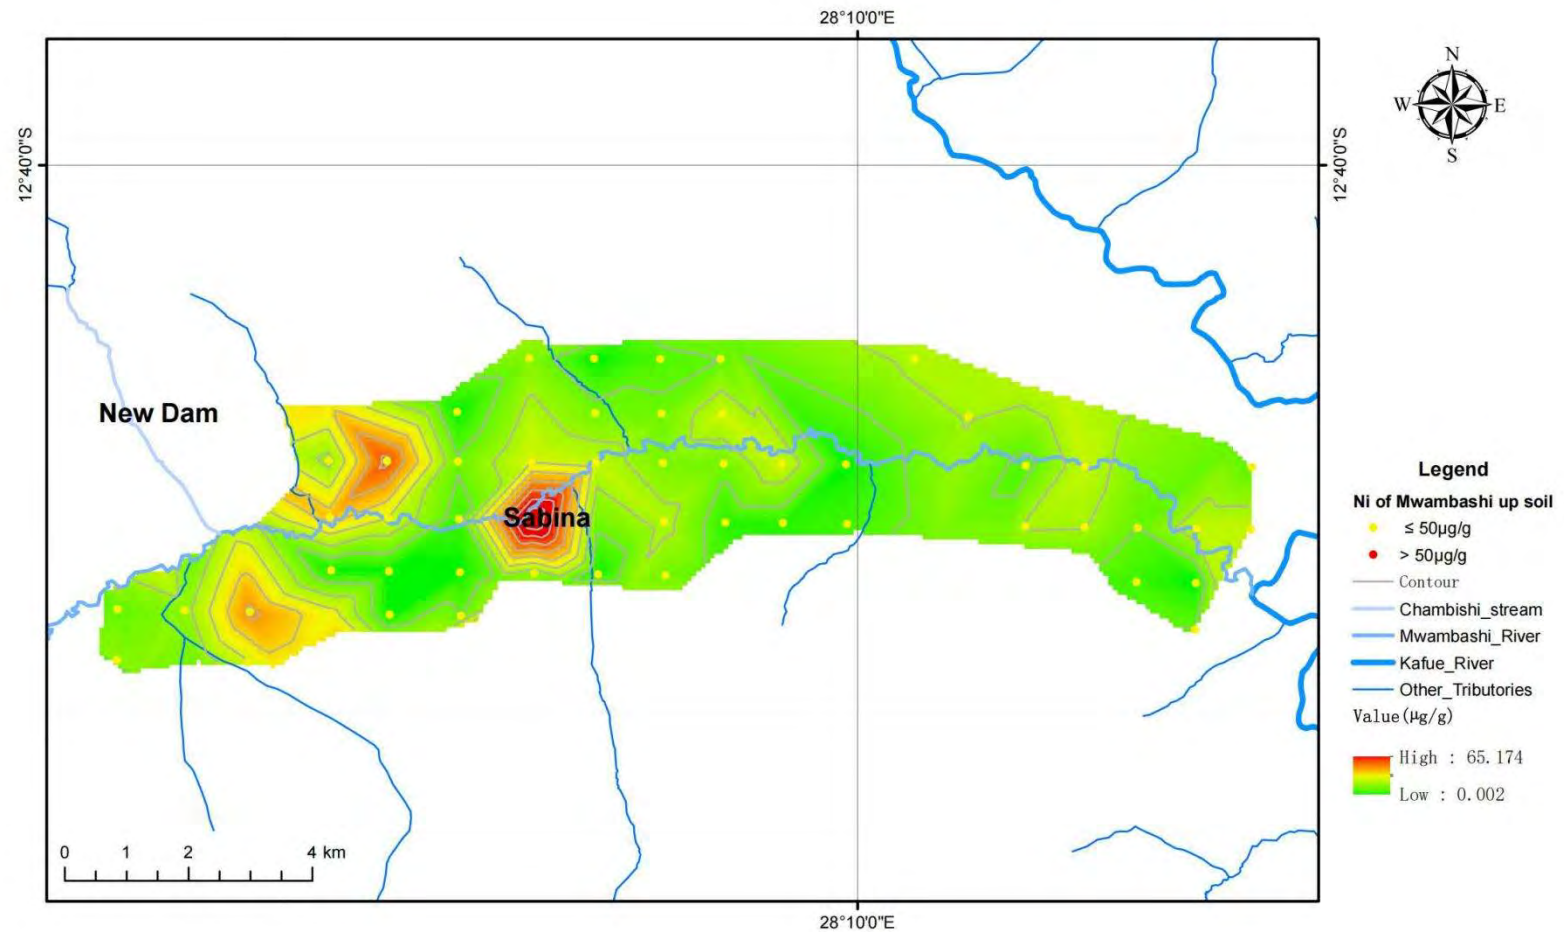 28°10'0"E
N
W E
S
12°40'0"S
12°40'0"S
New Dam
Sabina
Legend
Ni of Mwambashi up soil
≤ 50μg/g
> 50μg/g
Contour
Chambishi_stream
Mwambashi_River
Kafue_River
Other_Tributories
Value(μg/g)
High : 65.174
Low : 0.002
0 1 2 4 km
28°10'0"E